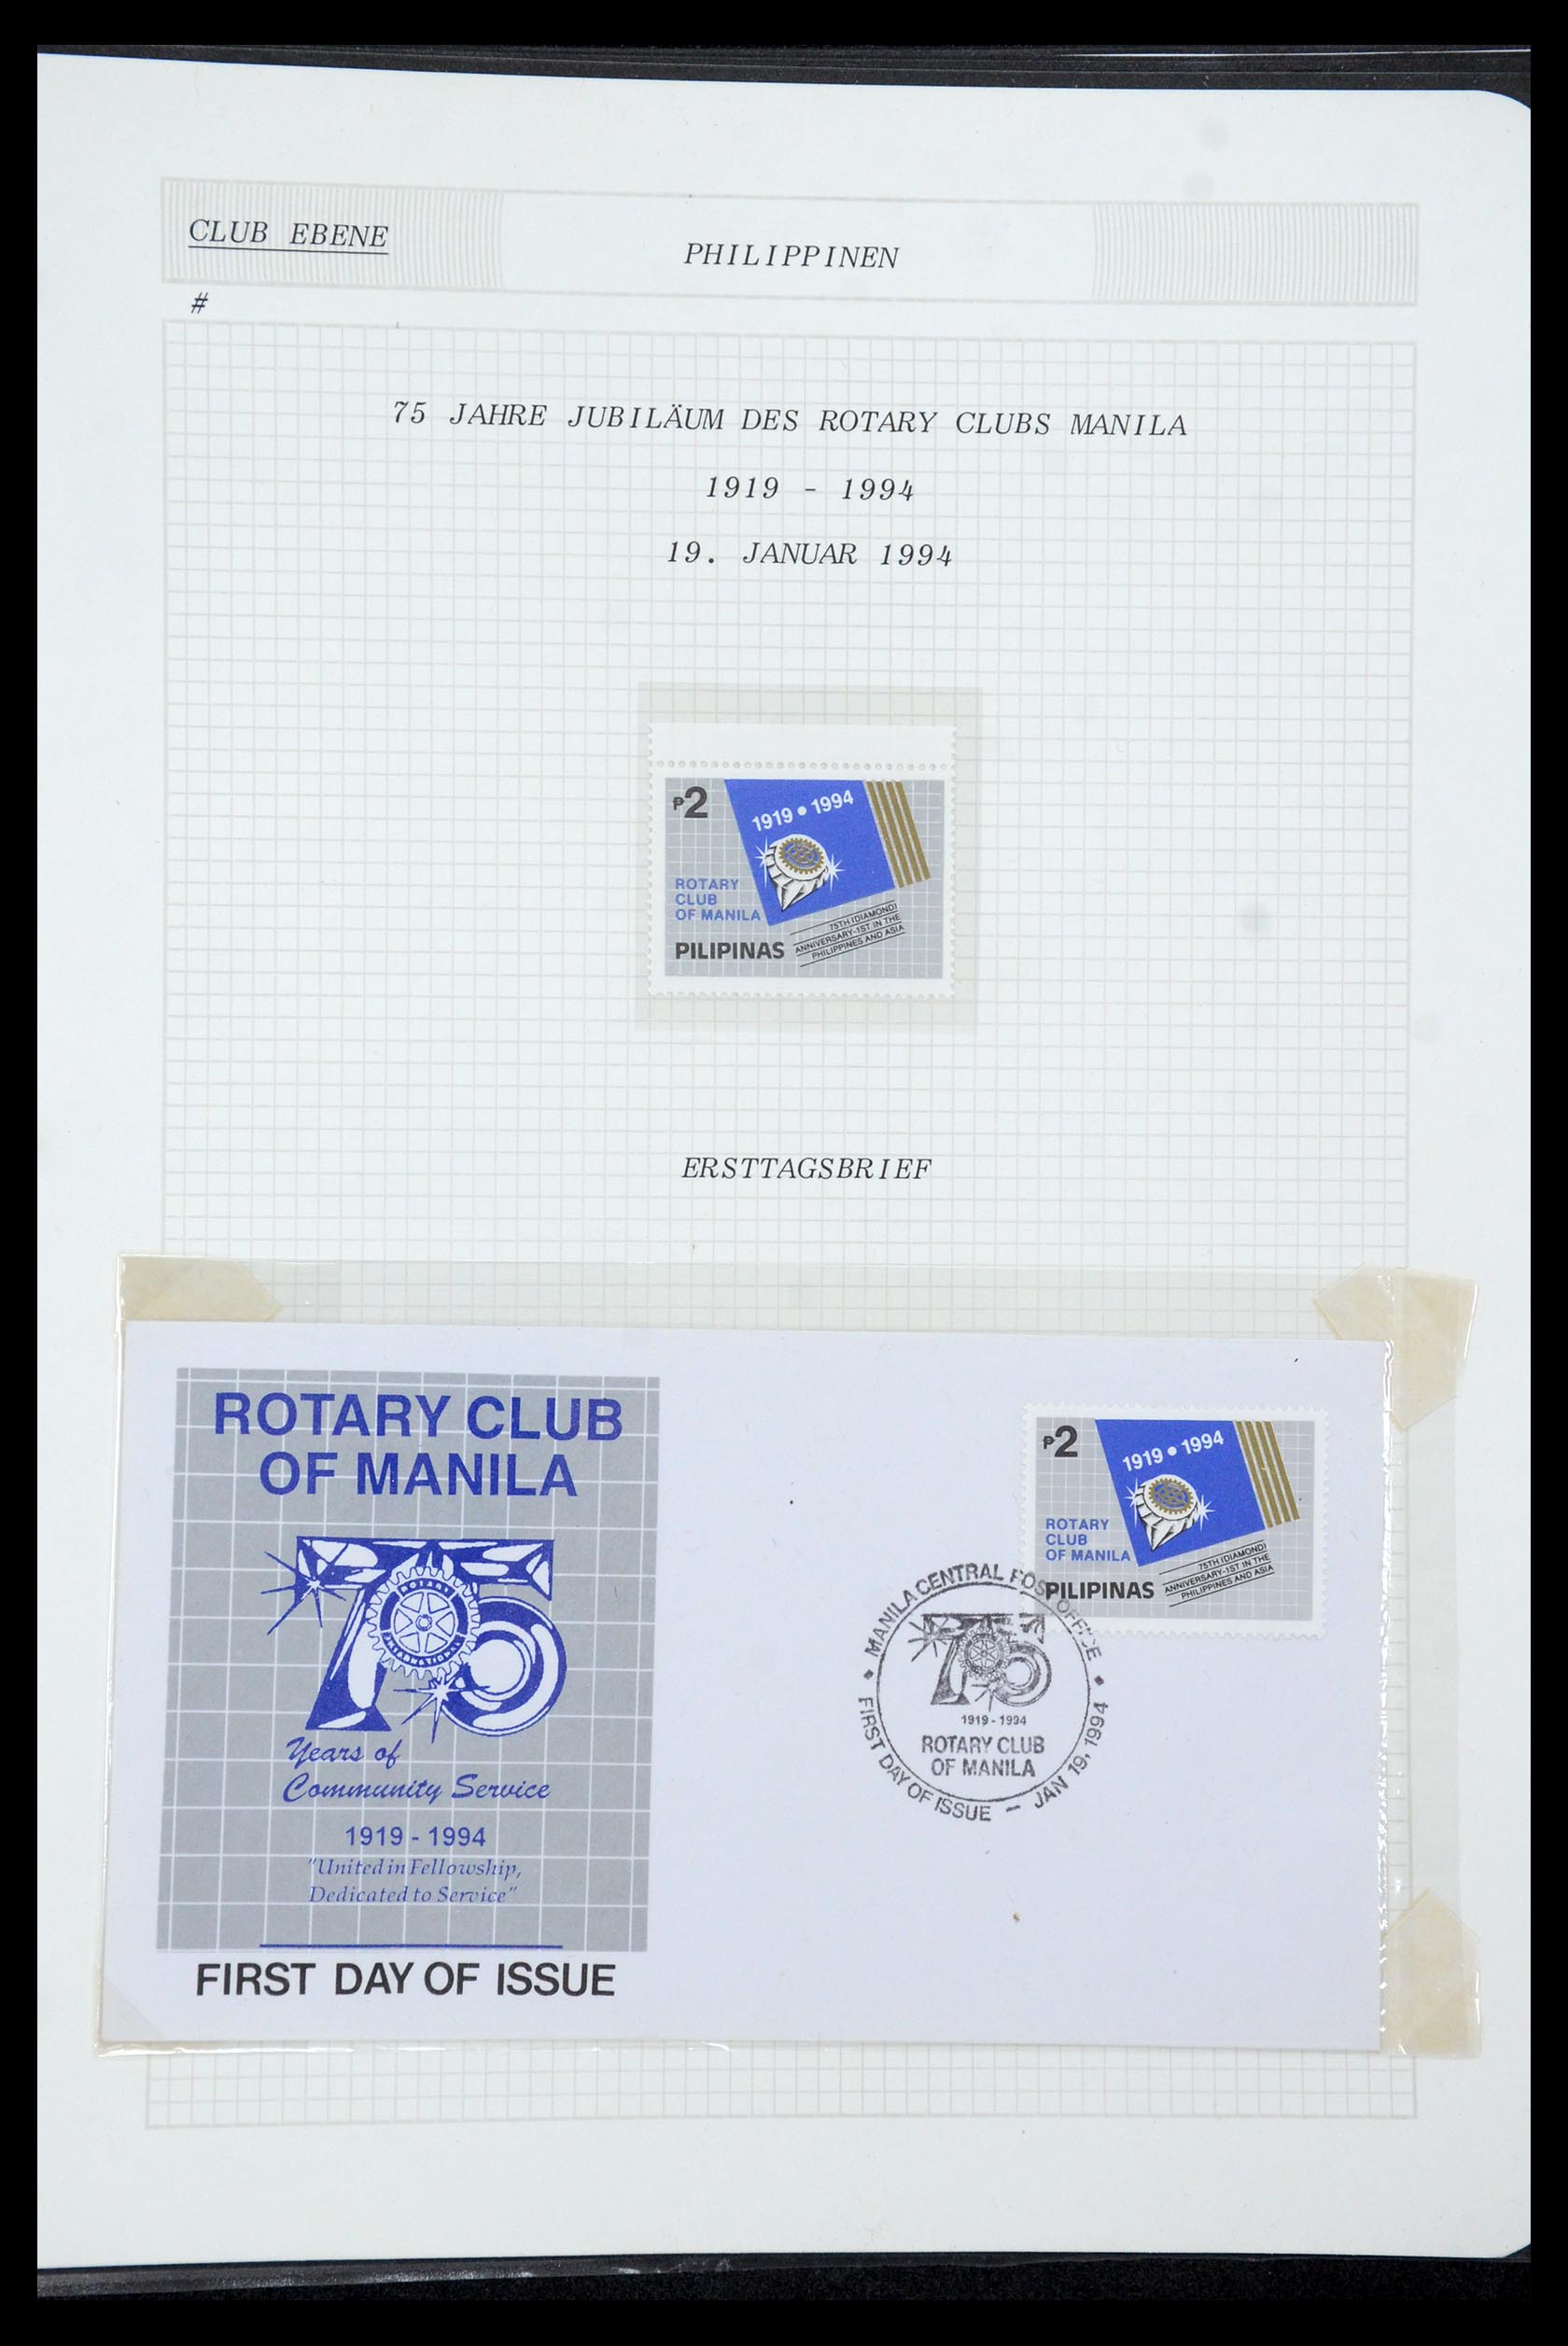 CLUB EBENE
PHILIPPINEN
#
75 JAHRE JUBILÄUM DES ROTARY CLUBS MANILA
1919 - 1994
19. JANUAR 1994
₱2
1919 • 1994
ROTARY
CLUB
OF MANILA
PILIPINAS
75TH (DIAMOND)
ANNIVERSARY-1ST IN THE
PHILIPPINES AND ASIA
ERSTTAGSBRIEF
ROTARY CLUB
OF MANILA
75
ROTARY
INTERNATIONAL
Years of
Community Service
1919 - 1994
"United in Fellowship,
Dedicated to Service"
FIRST DAY OF ISSUE
₱2
1919 • 1994
ROTARY
CLUB
OF MANILA
PILIPINAS
75TH (DIAMOND)
ANNIVERSARY-1ST IN THE
PHILIPPINES AND ASIA
MANILA CENTRAL POST OFFICE
75
1919 - 1994
ROTARY CLUB
OF MANILA
FIRST DAY OF ISSUE — JAN 19, 1994